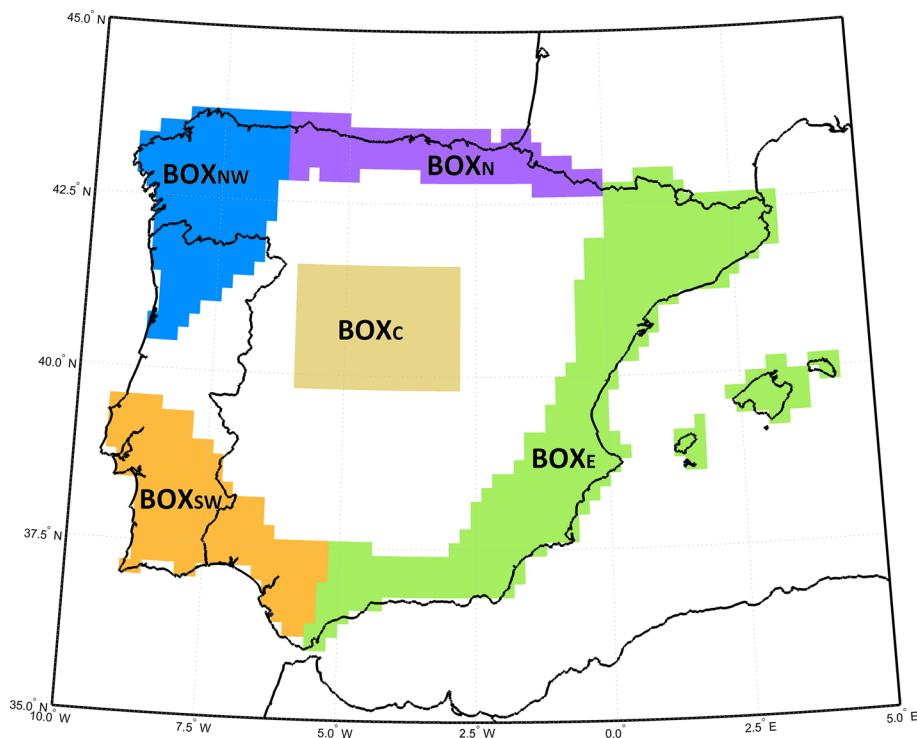 45.0° N
BOXNW
BOXN
42.5° N
BOXC
40.0° N
BOXE
BOXSW
37.5° N
35.0° N
10.0° W
7.5° W
5.0° W
2.5° W
0.0° E
2.5° E
5.0° E